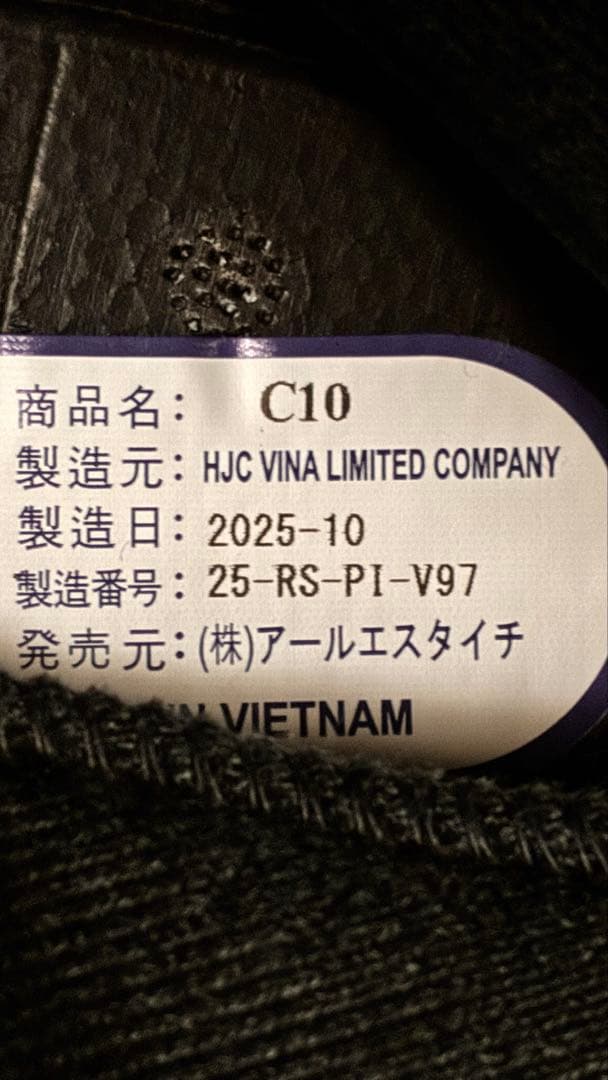 商品名: C10
製造元: HJC VINA LIMITED COMPANY
製造日: 2025-10
製造番号: 25-RS-PI-V97
発売元: (株)アールエスタイチ
VIETNAM